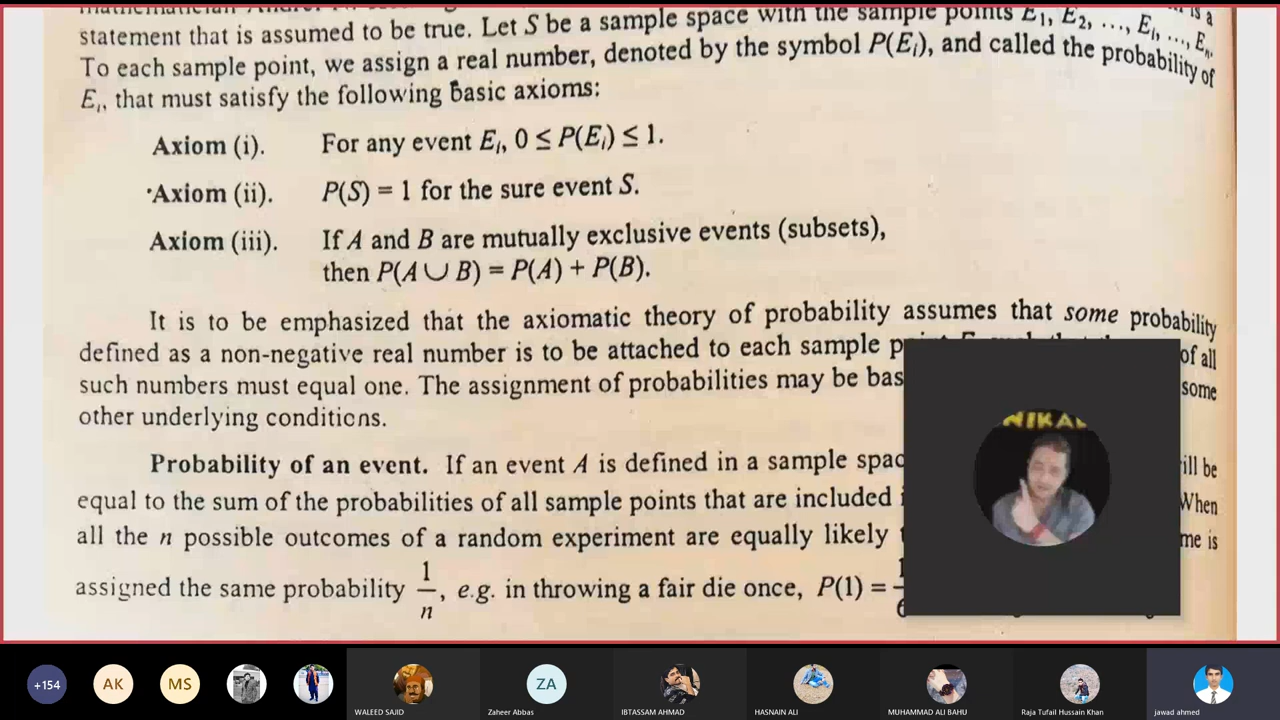 statement that is assumed to be true. Let S be a sample space with the sample points E₁, E₂, ..., Eᵢ, ..., Eₙ.
To each sample point, we assign a real number, denoted by the symbol P(Eᵢ), and called the probability of
Eᵢ, that must satisfy the following basic axioms:
Axiom (i). For any event Eᵢ, 0 ≤ P(Eᵢ) ≤ 1.
Axiom (ii). P(S) = 1 for the sure event S.
Axiom (iii). If A and B are mutually exclusive events (subsets),
then P(A ∪ B) = P(A) + P(B).
It is to be emphasized that the axiomatic theory of probability assumes that some probability
defined as a non-negative real number is to be attached to each sample of all
such numbers must equal one. The assignment of probabilities may be some
other underlying conditions.
Probability of an event. If an event A is defined in a sample be
equal to the sum of the probabilities of all sample points that are included When
all the n possible outcomes of a random experiment are equally likely is
assigned the same probability 1/n, e.g. in throwing a fair die once, P(1) =
NIKAI
+154
AK
MS
ZA
WALEED SAJID
Zaheer Abbas
IBTASSAM AHMAD
HASNAIN ALI
MUHAMMAD ALI BAHU
Raja Tufail Hussain Khan
jawad ahmed